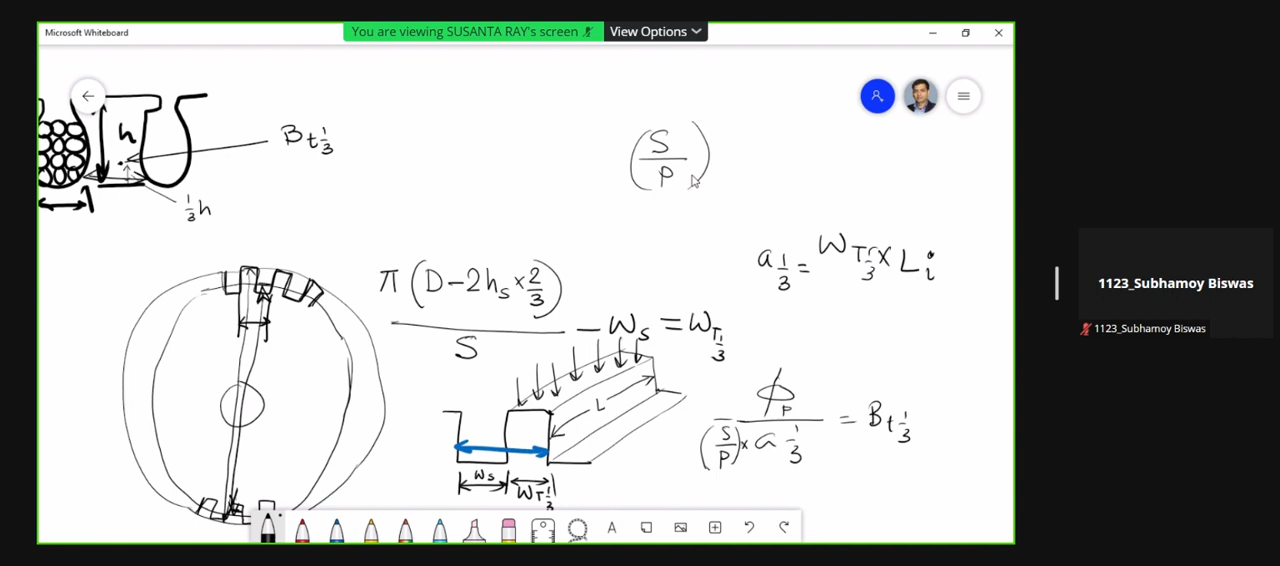 Microsoft Whiteboard
You are viewing SUSANTA RAY's screen
View Options
h
B t 1/3
1/3 h
(S/P)
a 1/3 = W T 1/3 × L i
π (D - 2h s × 2/3)
S
- W s = W T 1/3
L
W s
W T 1/3
ϕ P / ((S/P) × a 1/3) = B t 1/3
A
1123_Subhamoy Biswas
1123_Subhamoy Biswas